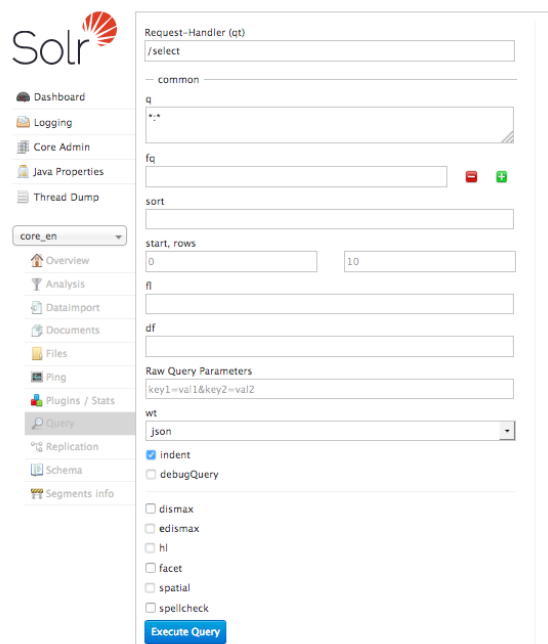 Solr
Dashboard
Logging
Core Admin
Java Properties
Thread Dump
core_en
Overview
Analysis
Dataimport
Documents
Files
Ping
Plugins / Stats
Query
Replication
Schema
Segments info
Request-Handler (qt)
/select
common
q
*:*
fq
sort
start, rows
0 10
fl
df
Raw Query Parameters
key1=val1&key2=val2
wt
json
indent
debugQuery
dismax
edismax
hl
facet
spatial
spellcheck
Execute Query